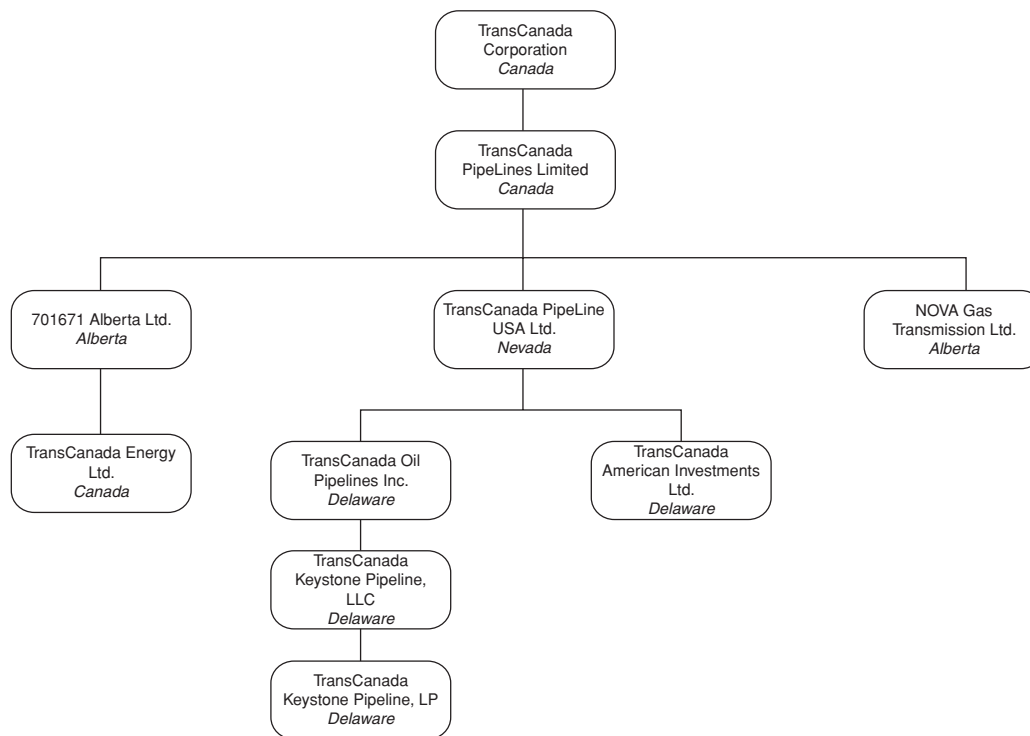 TransCanada
Corporation
Canada
TransCanada
PipeLines Limited
Canada
701671 Alberta Ltd.
Alberta
TransCanada PipeLine
USA Ltd.
Nevada
NOVA Gas
Transmission Ltd.
Alberta
TransCanada Energy
Ltd.
Canada
TransCanada Oil
Pipelines Inc.
Delaware
TransCanada
American Investments
Ltd.
Delaware
TransCanada
Keystone Pipeline,
LLC
Delaware
TransCanada
Keystone Pipeline, LP
Delaware